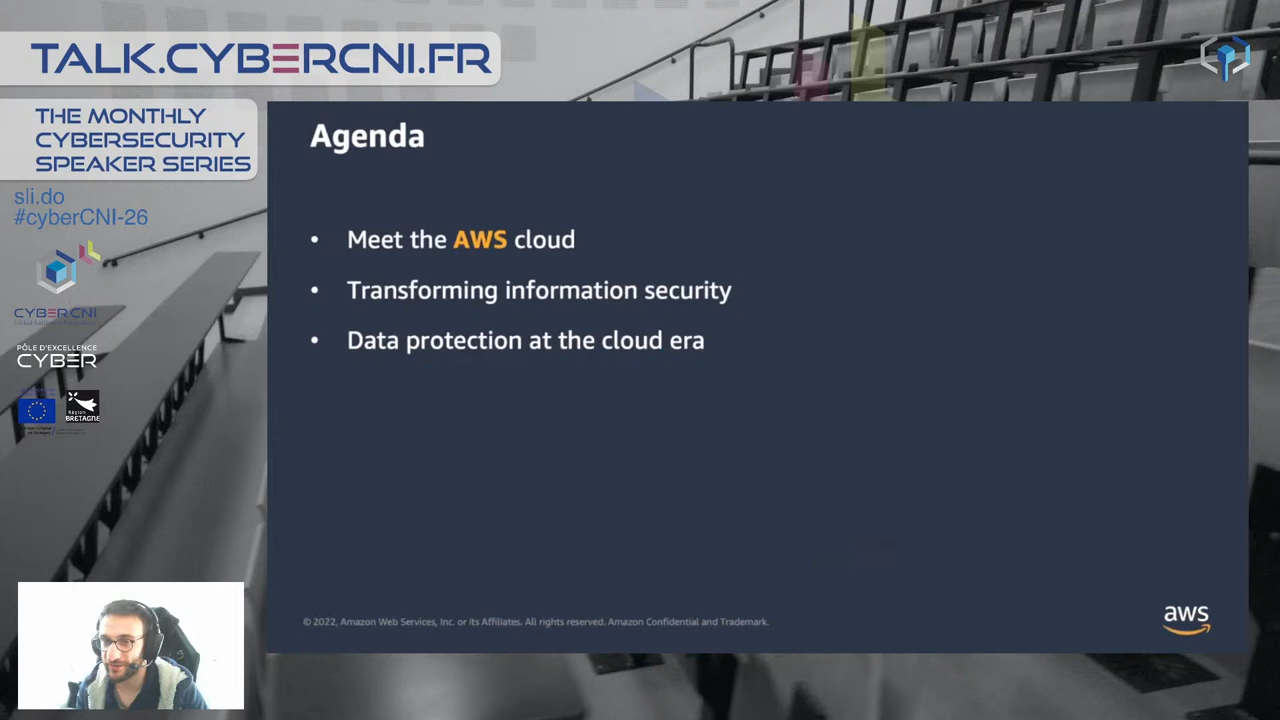 TALK.CYBERCNI.FR
THE MONTHLY
CYBERSECURITY
SPEAKER SERIES
sli.do
#cyberCNI-26
CYBERCNI
PÔLE D'EXCELLENCE
CYBER
Région
BRETAGNE
Agenda
• Meet the AWS cloud
• Transforming information security
• Data protection at the cloud era
© 2022, Amazon Web Services, Inc. or its Affiliates. All rights reserved. Amazon Confidential and Trademark.
aws